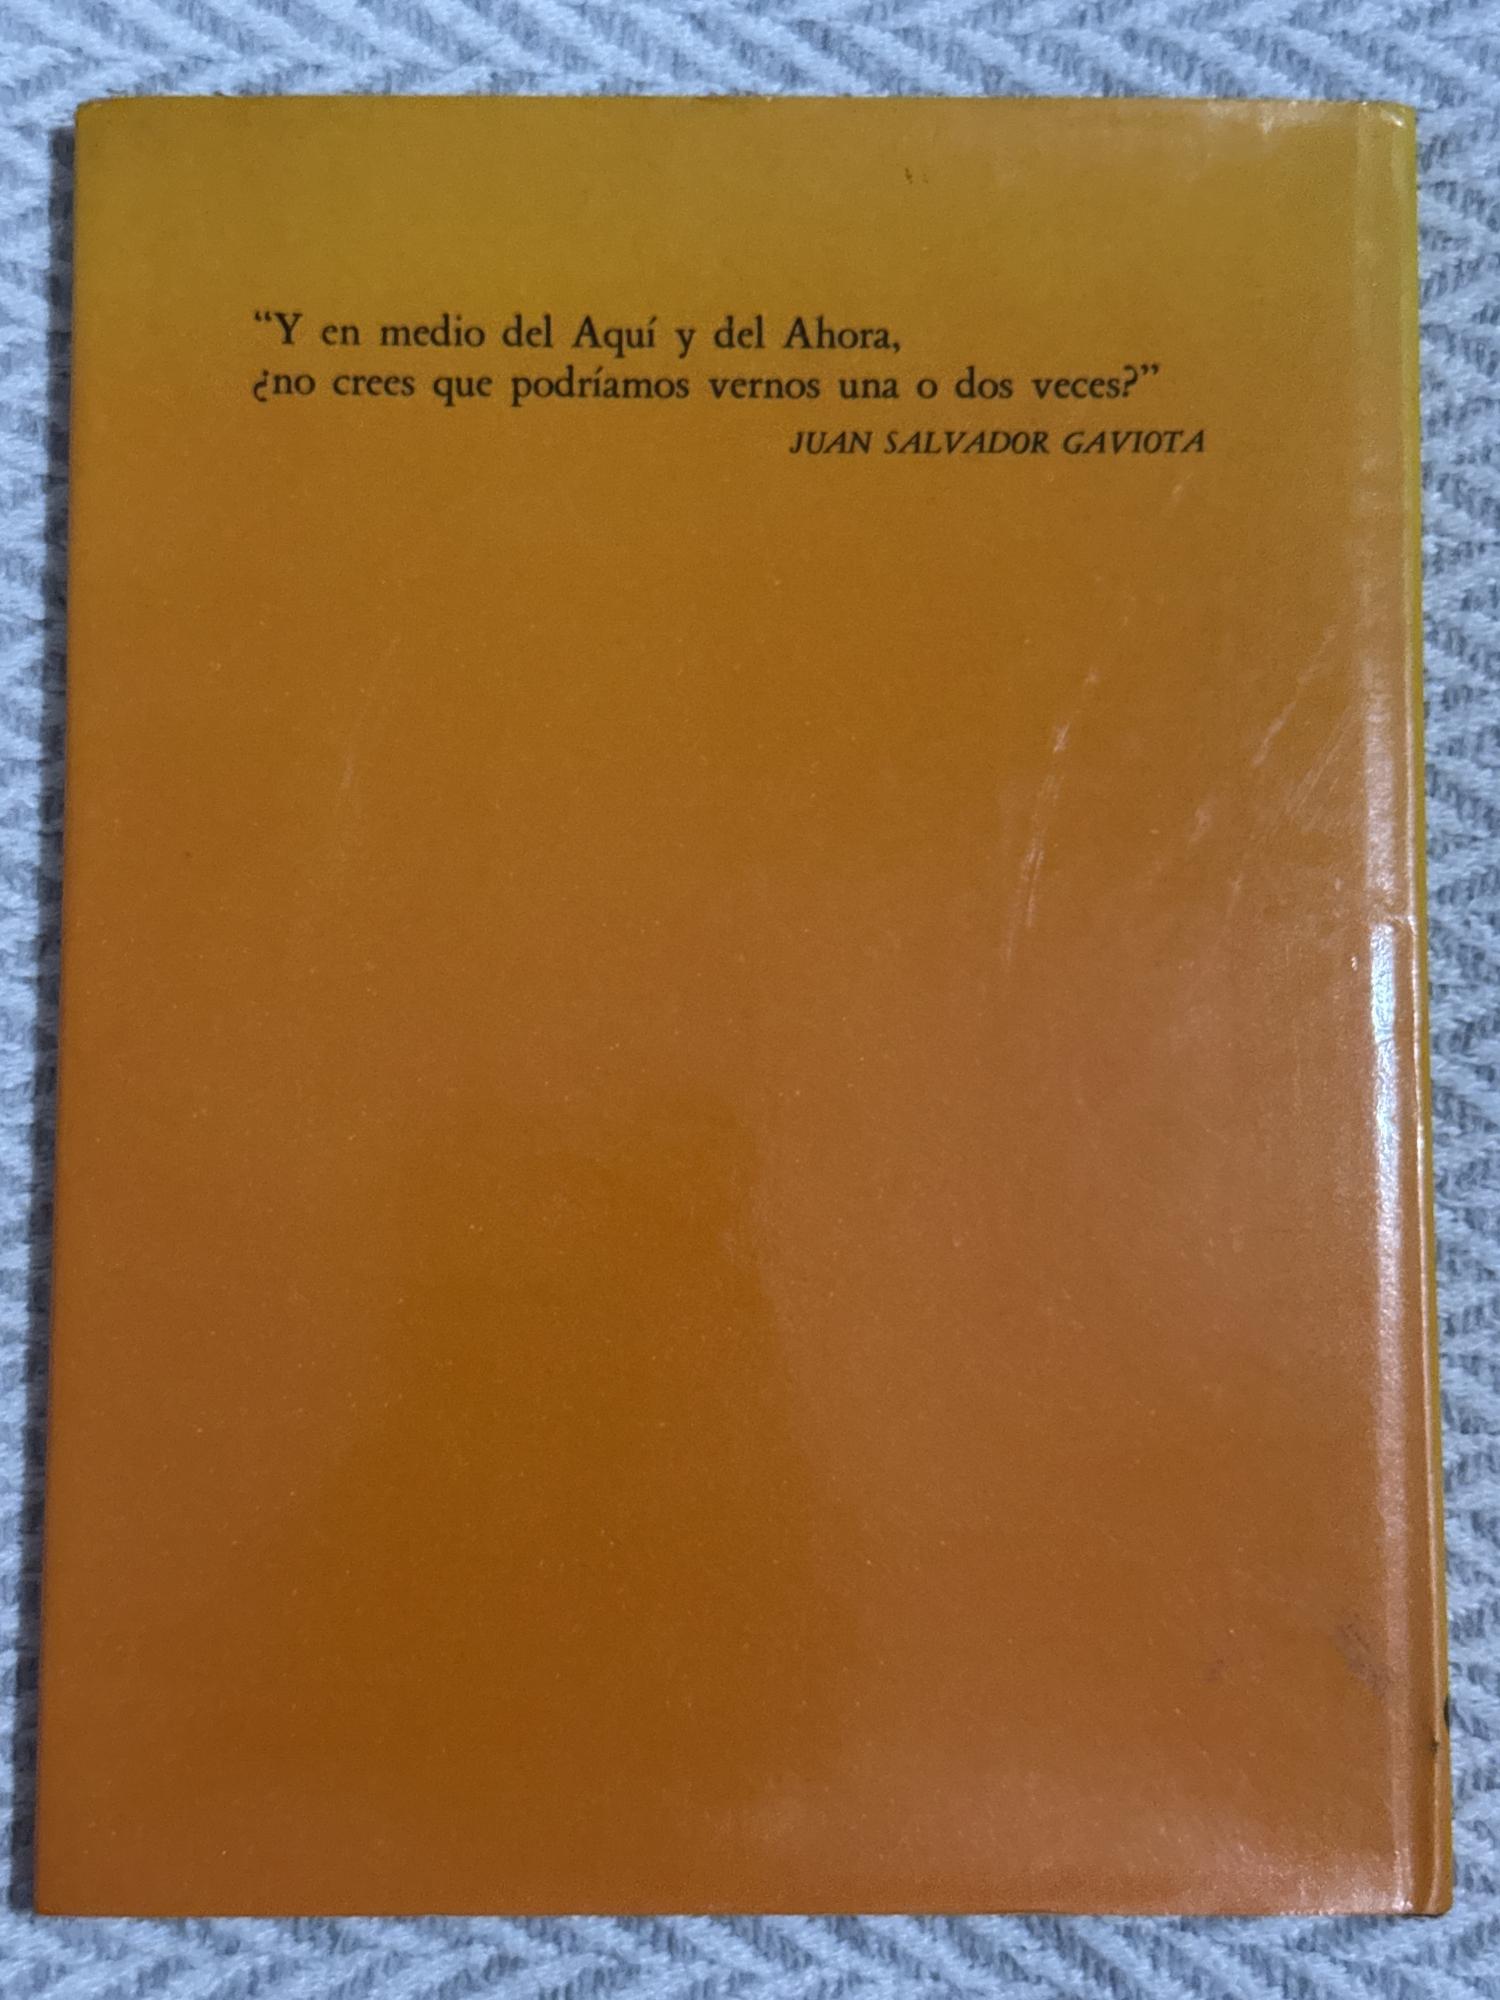 “Y en medio del Aquí y del Ahora,
¿no crees que podríamos vernos una o dos veces?”
JUAN SALVADOR GAVIOTA